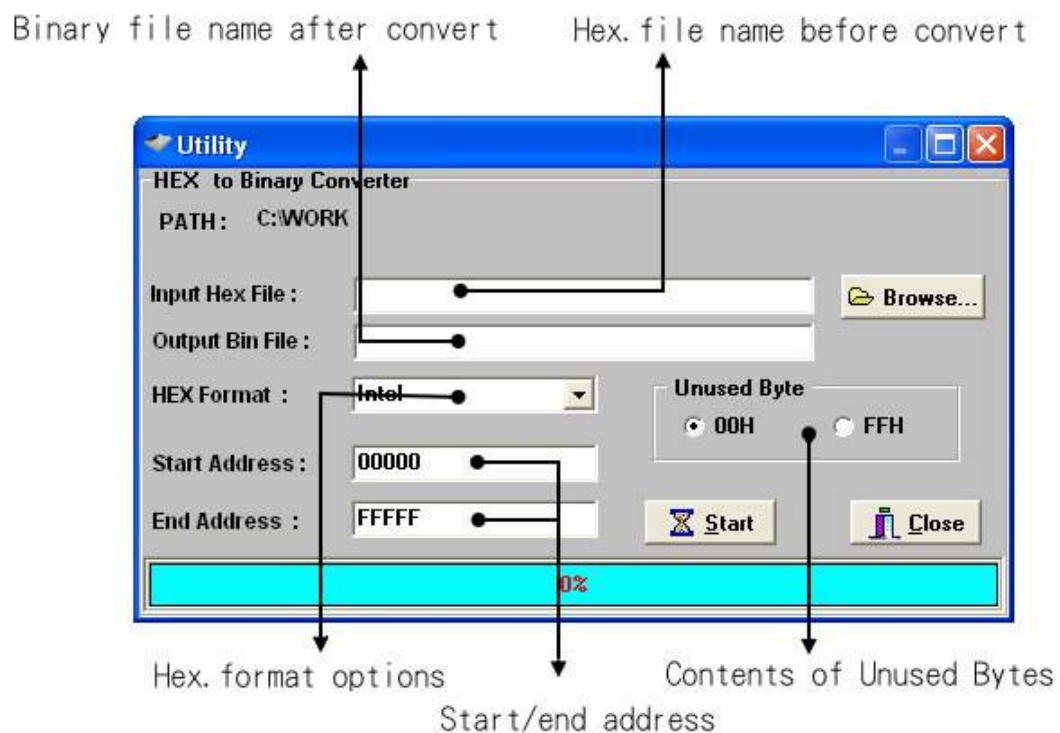 Binary file name after convert
Hex. file name before convert
Utility
HEX to Binary Converter
PATH : C:\WORK
Input Hex File :
Browse...
Output Bin File :
HEX Format : Intel
Unused Byte
00H FFH
Start Address : 00000
End Address : FFFFF
Start
Close
0%
Hex. format options
Contents of Unused Bytes
Start/end address